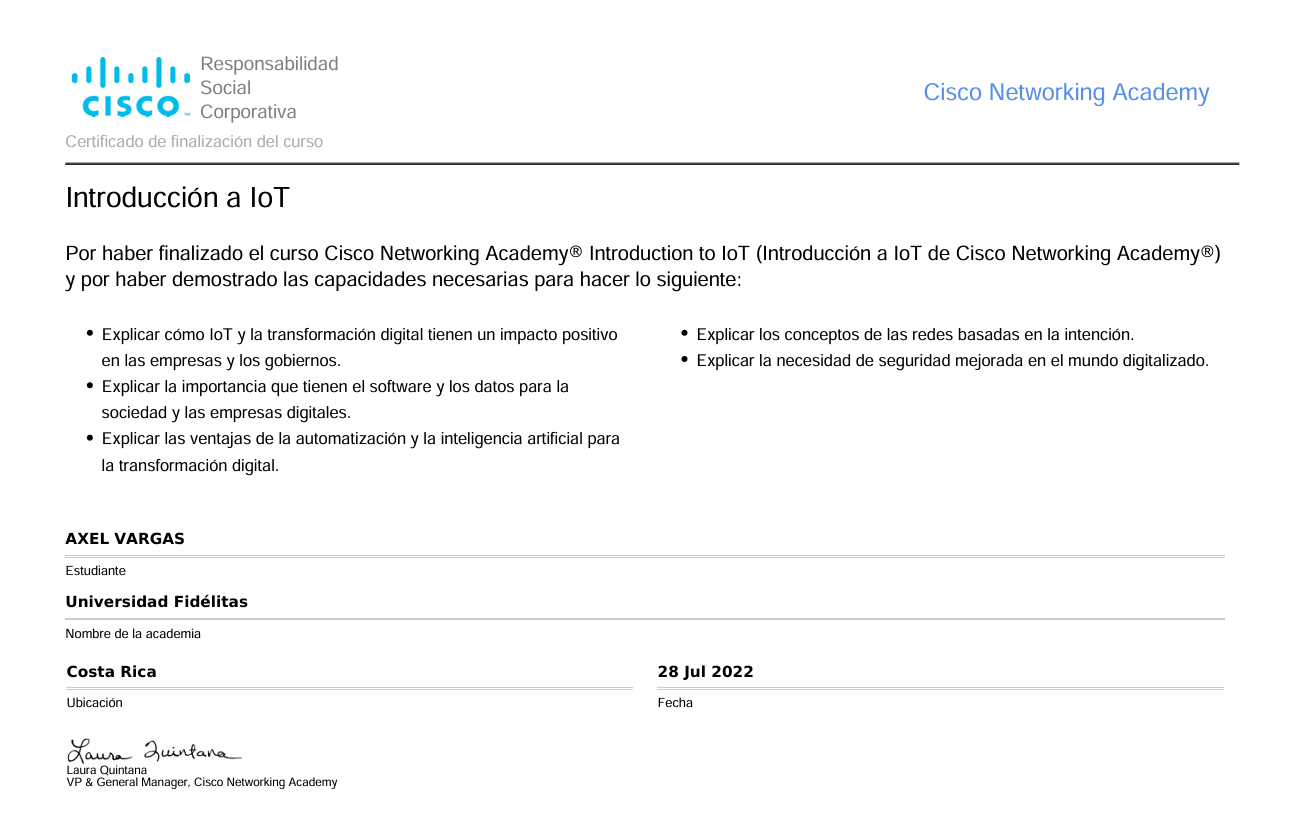 Responsabilidad
Social
Corporativa
CISCO™
Cisco Networking Academy
Certificado de finalización del curso
Introducción a IoT
Por haber finalizado el curso Cisco Networking Academy® Introduction to IoT (Introducción a IoT de Cisco Networking Academy®)
y por haber demostrado las capacidades necesarias para hacer lo siguiente:
• Explicar cómo IoT y la transformación digital tienen un impacto positivo
en las empresas y los gobiernos.
• Explicar la importancia que tienen el software y los datos para la
sociedad y las empresas digitales.
• Explicar las ventajas de la automatización y la inteligencia artificial para
la transformación digital.
• Explicar los conceptos de las redes basadas en la intención.
• Explicar la necesidad de seguridad mejorada en el mundo digitalizado.
AXEL VARGAS
Estudiante
Universidad Fidélitas
Nombre de la academia
Costa Rica
Ubicación
28 Jul 2022
Fecha
Laura Quintana
Laura Quintana
VP & General Manager, Cisco Networking Academy